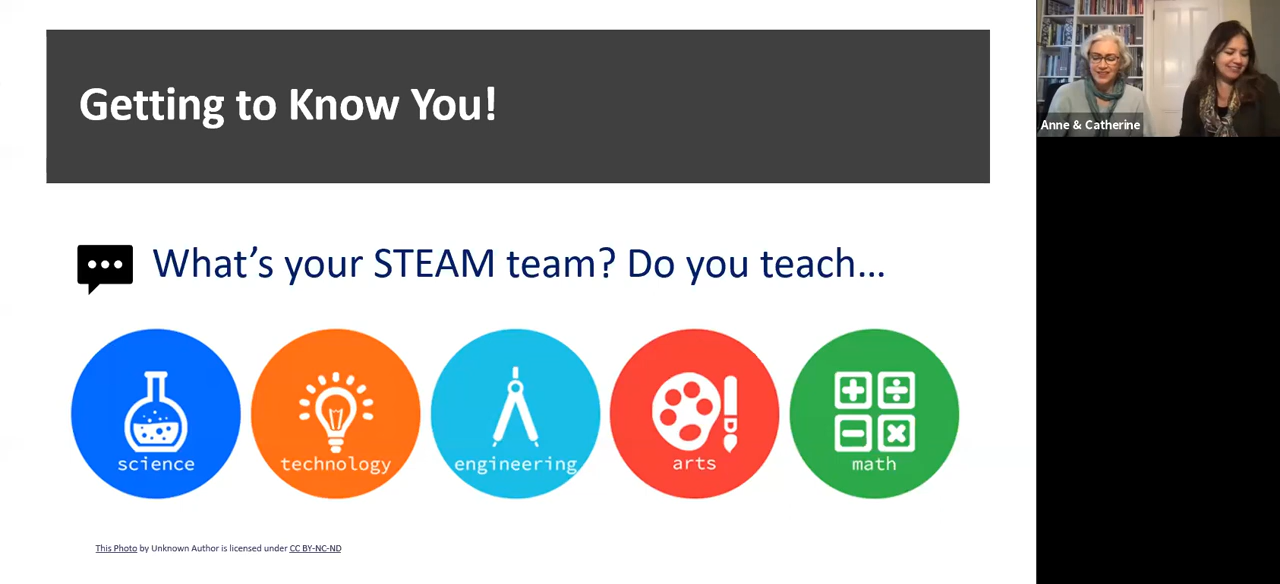 Getting to Know You!
Anne & Catherine
What's your STEAM team? Do you teach...
science
technology
engineering
arts
math
This Photo by Unknown Author is licensed under CC BY-NC-ND